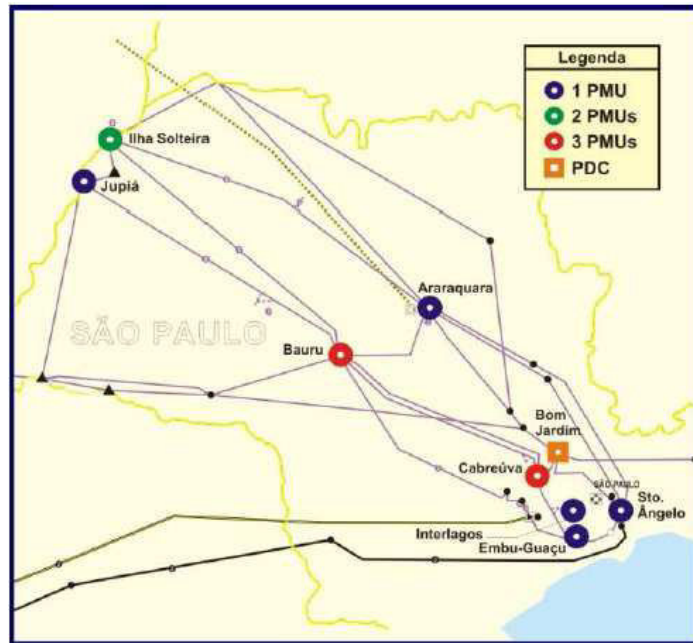 Legenda
1 PMU
2 PMUs
3 PMUs
PDC
Ilha Solteira
Jupiá
Araraquara
SÃO PAULO
Bauru
Bom
Jardim
Cabreúva
SÃO PAULO
Sto.
Ângelo
Interlagos
Embu-Guaçu